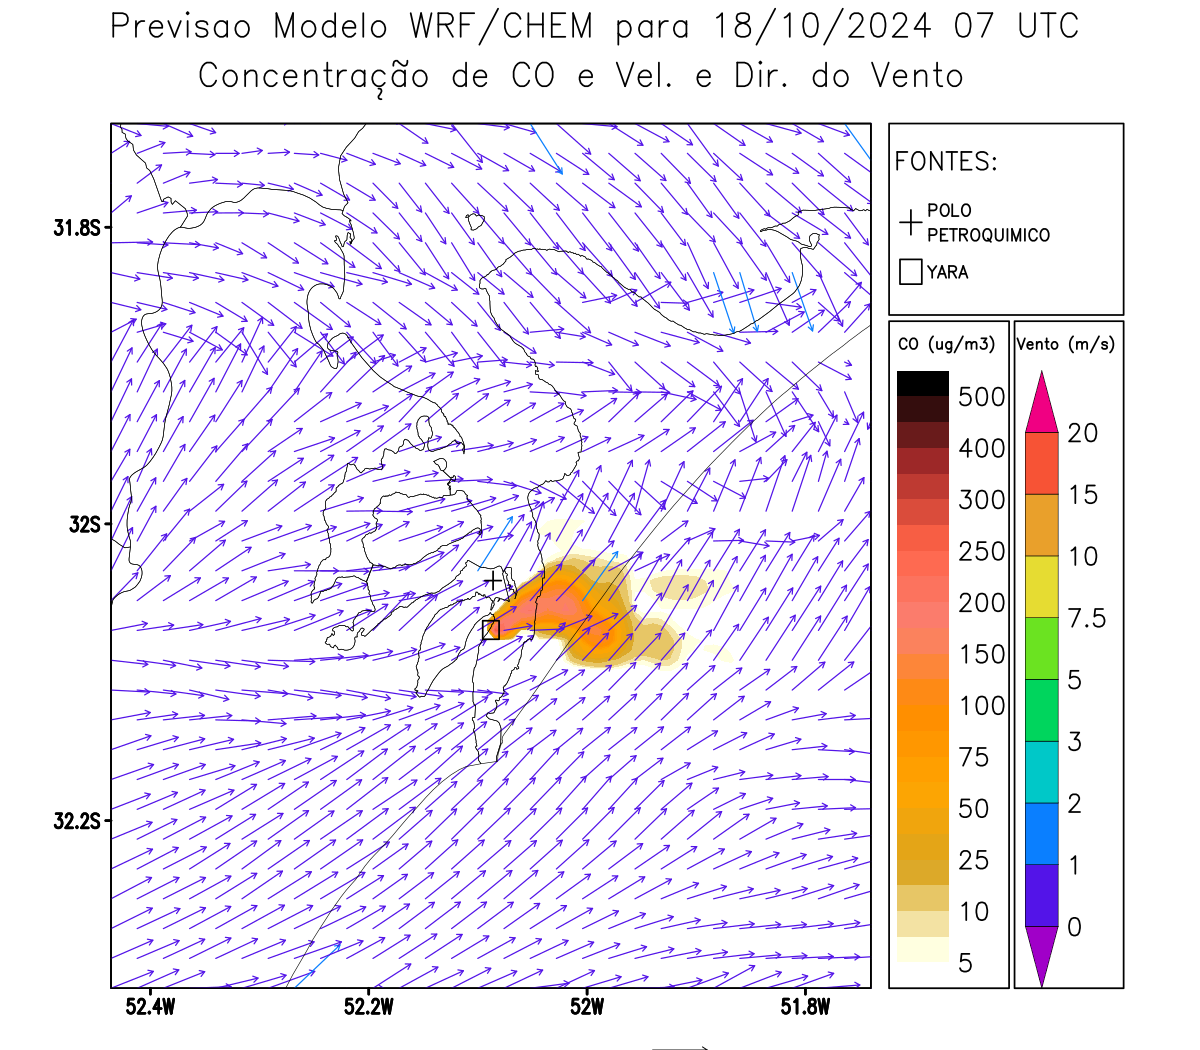 Previsao Modelo WRF/CHEM para 18/10/2024 07 UTC
Concentração de CO e Vel. e Dir. do Vento
FONTES:
POLO
PETROQUIMICO
YARA
31.8S
32S
32.2S
52.4W
52.2W
52W
51.8W
CO (ug/m3)
500
400
300
250
200
150
100
75
50
25
10
5
Vento (m/s)
20
15
10
7.5
5
3
2
1
0